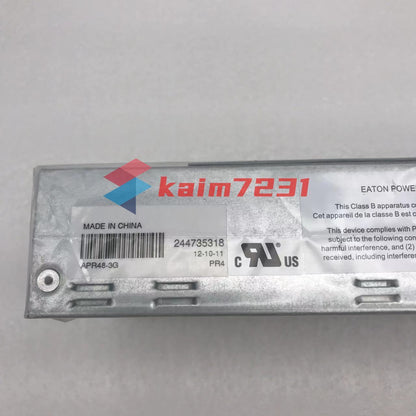 kaim7231
EATON POWE
This Class B apparatus c
Cet appareil de la classe B est c
MADE IN CHINA
This device complies with P
244735318
subject to the following con
12-10-11
harmful interference, and (2)
APR48-3G
PR4
C US
received, including interferen